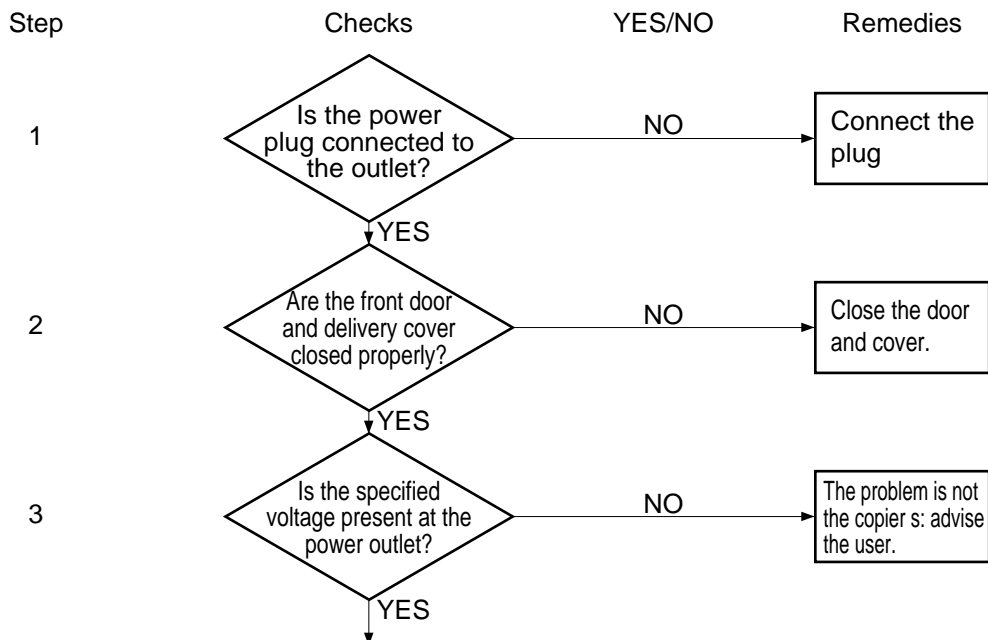 Step Checks YES/NO Remedies
1
Is the power
plug connected to
the outlet?
NO
Connect the
plug
YES
2
Are the front door
and delivery cover
closed properly?
NO
Close the door
and cover.
YES
3
Is the specified
voltage present at the
power outlet?
NO
The problem is not
the copier s: advise
the user.
YES